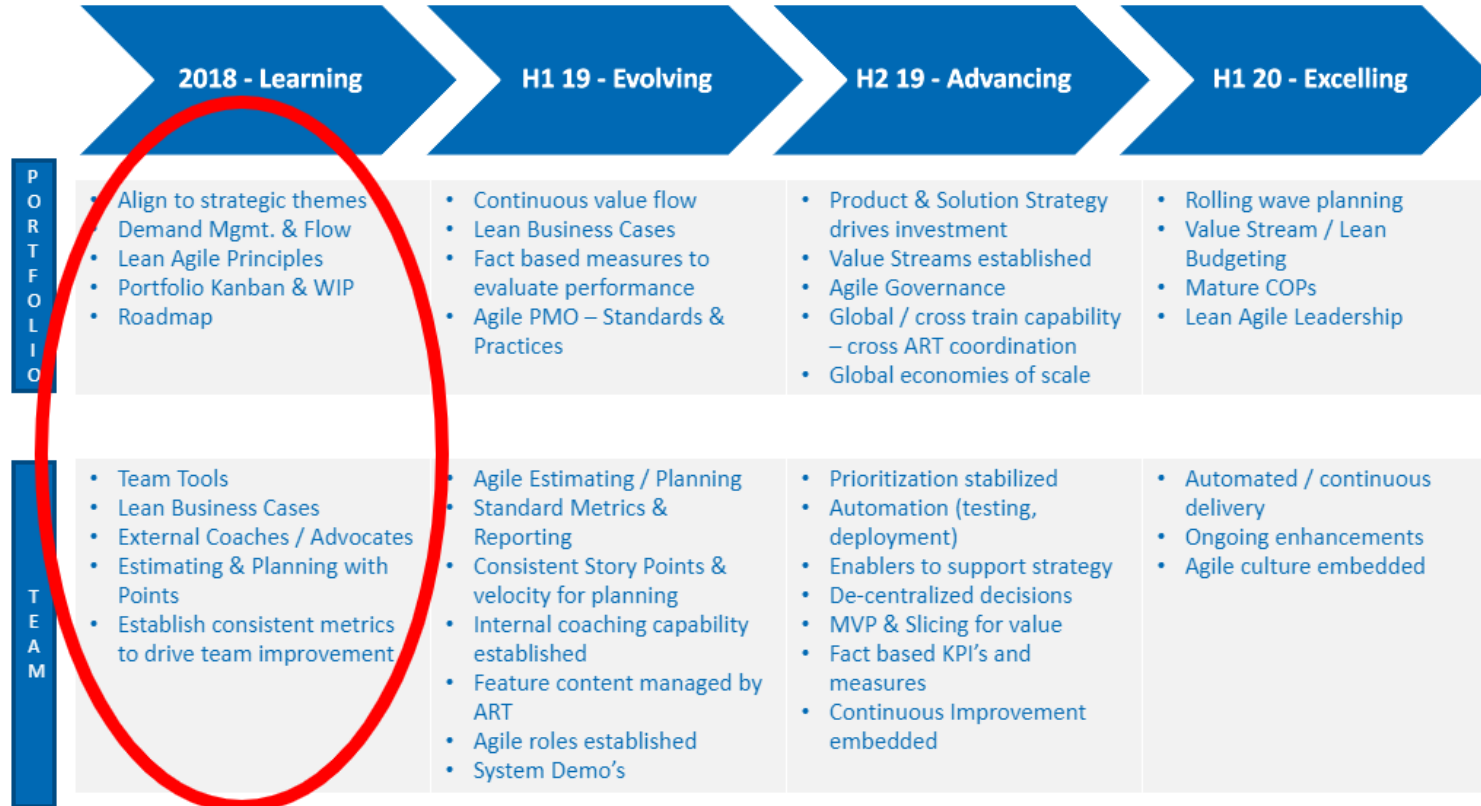 2018 - Learning
H1 19 - Evolving
H2 19 - Advancing
H1 20 - Excelling
PORTFOLIO
• Align to strategic themes
• Demand Mgmt. & Flow
• Lean Agile Principles
• Portfolio Kanban & WIP
• Roadmap
• Continuous value flow
• Lean Business Cases
• Fact based measures to
evaluate performance
• Agile PMO – Standards &
Practices
• Product & Solution Strategy
drives investment
• Value Streams established
• Agile Governance
• Global / cross train capability
– cross ART coordination
• Global economies of scale
• Rolling wave planning
• Value Stream / Lean
Budgeting
• Mature COPs
• Lean Agile Leadership
TEAM
• Team Tools
• Lean Business Cases
• External Coaches / Advocates
• Estimating & Planning with
Points
• Establish consistent metrics
to drive team improvement
• Agile Estimating / Planning
• Standard Metrics &
Reporting
• Consistent Story Points &
velocity for planning
• Internal coaching capability
established
• Feature content managed by
ART
• Agile roles established
• System Demo's
• Prioritization stabilized
• Automation (testing,
deployment)
• Enablers to support strategy
• De-centralized decisions
• MVP & Slicing for value
• Fact based KPI's and
measures
• Continuous Improvement
embedded
• Automated / continuous
delivery
• Ongoing enhancements
• Agile culture embedded